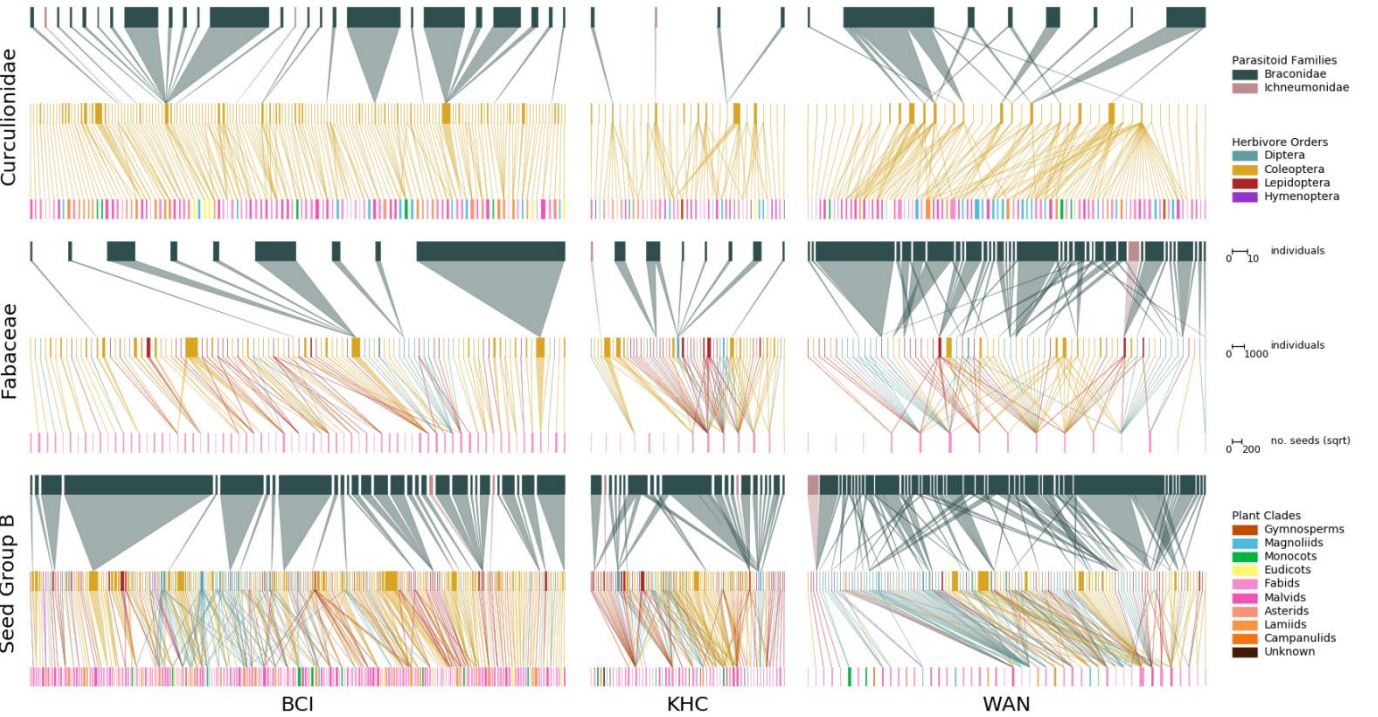 Curculionidae
Parasitoid Families
Braconidae
Ichneumonidae
Herbivore Orders
Diptera
Coleoptera
Lepidoptera
Hymenoptera
Fabaceae
0 10 individuals
0 1000 individuals
0 200 no. seeds (sqrt)
Seed Group B
Plant Clades
Gymnosperms
Magnoliids
Monocots
Eudicots
Fabids
Malvids
Asterids
Lamiids
Campanulids
Unknown
BCI KHC WAN